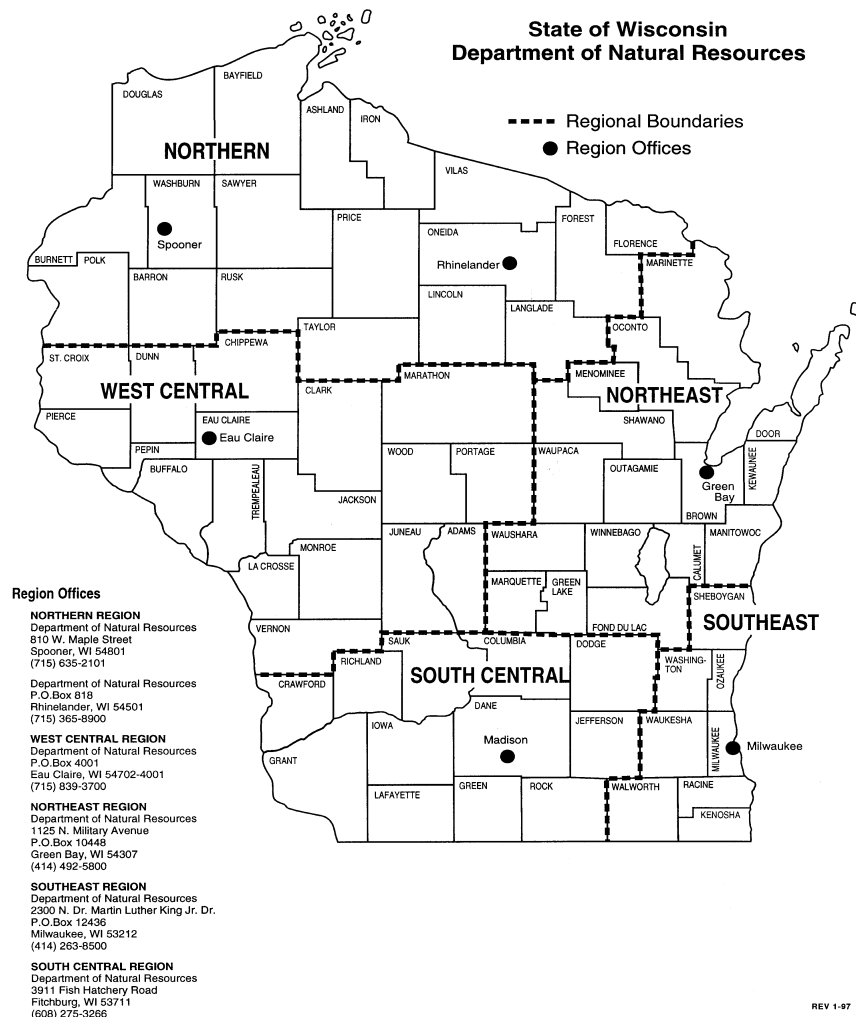 State of Wisconsin
Department of Natural Resources
Regional Boundaries
Region Offices
BAYFIELD
DOUGLAS
ASHLAND
IRON
NORTHERN
VILAS
WASHBURN
SAWYER
PRICE
FOREST
ONEIDA
Spooner
FLORENCE
BURNETT
POLK
Rhinelander
MARINETTE
BARRON
RUSK
LINCOLN
LANGLADE
TAYLOR
OCONTO
CHIPPEWA
ST. CROIX
DUNN
MARATHON
MENOMINEE
WEST CENTRAL
CLARK
NORTHEAST
PIERCE
EAU CLAIRE
SHAWANO
Eau Claire
DOOR
PEPIN
WOOD
PORTAGE
WAUPACA
BUFFALO
OUTAGAMIE
KEWAUNEE
TREMPEALEAU
Green
Bay
JACKSON
BROWN
JUNEAU
ADAMS
WAUSHARA
WINNEBAGO
MANITOWOC
MONROE
CALUMET
LA CROSSE
MARQUETTE
GREEN
LAKE
SHEBOYGAN
SOUTHEAST
VERNON
FOND DU LAC
SAUK
COLUMBIA
DODGE
RICHLAND
WASHING-
TON
OZAUKEE
SOUTH CENTRAL
CRAWFORD
DANE
IOWA
JEFFERSON
WAUKESHA
Madison
MILWAUKEE
Milwaukee
GRANT
LAFAYETTE
GREEN
ROCK
WALWORTH
RACINE
KENOSHA
Region Offices
NORTHERN REGION
Department of Natural Resources
810 W. Maple Street
Spooner, WI 54801
(715) 635-2101
Department of Natural Resources
P.O.Box 818
Rhinelander, WI 54501
(715) 365-8900
WEST CENTRAL REGION
Department of Natural Resources
P.O.Box 4001
Eau Claire, WI 54702-4001
(715) 839-3700
NORTHEAST REGION
Department of Natural Resources
1125 N. Military Avenue
P.O.Box 10448
Green Bay, WI 54307
(414) 492-5800
SOUTHEAST REGION
Department of Natural Resources
2300 N. Dr. Martin Luther King Jr. Dr.
P.O.Box 12436
Milwaukee, WI 53212
(414) 263-8500
SOUTH CENTRAL REGION
Department of Natural Resources
3911 Fish Hatchery Road
Fitchburg, WI 53711
(608) 275-3266
REV 1-97